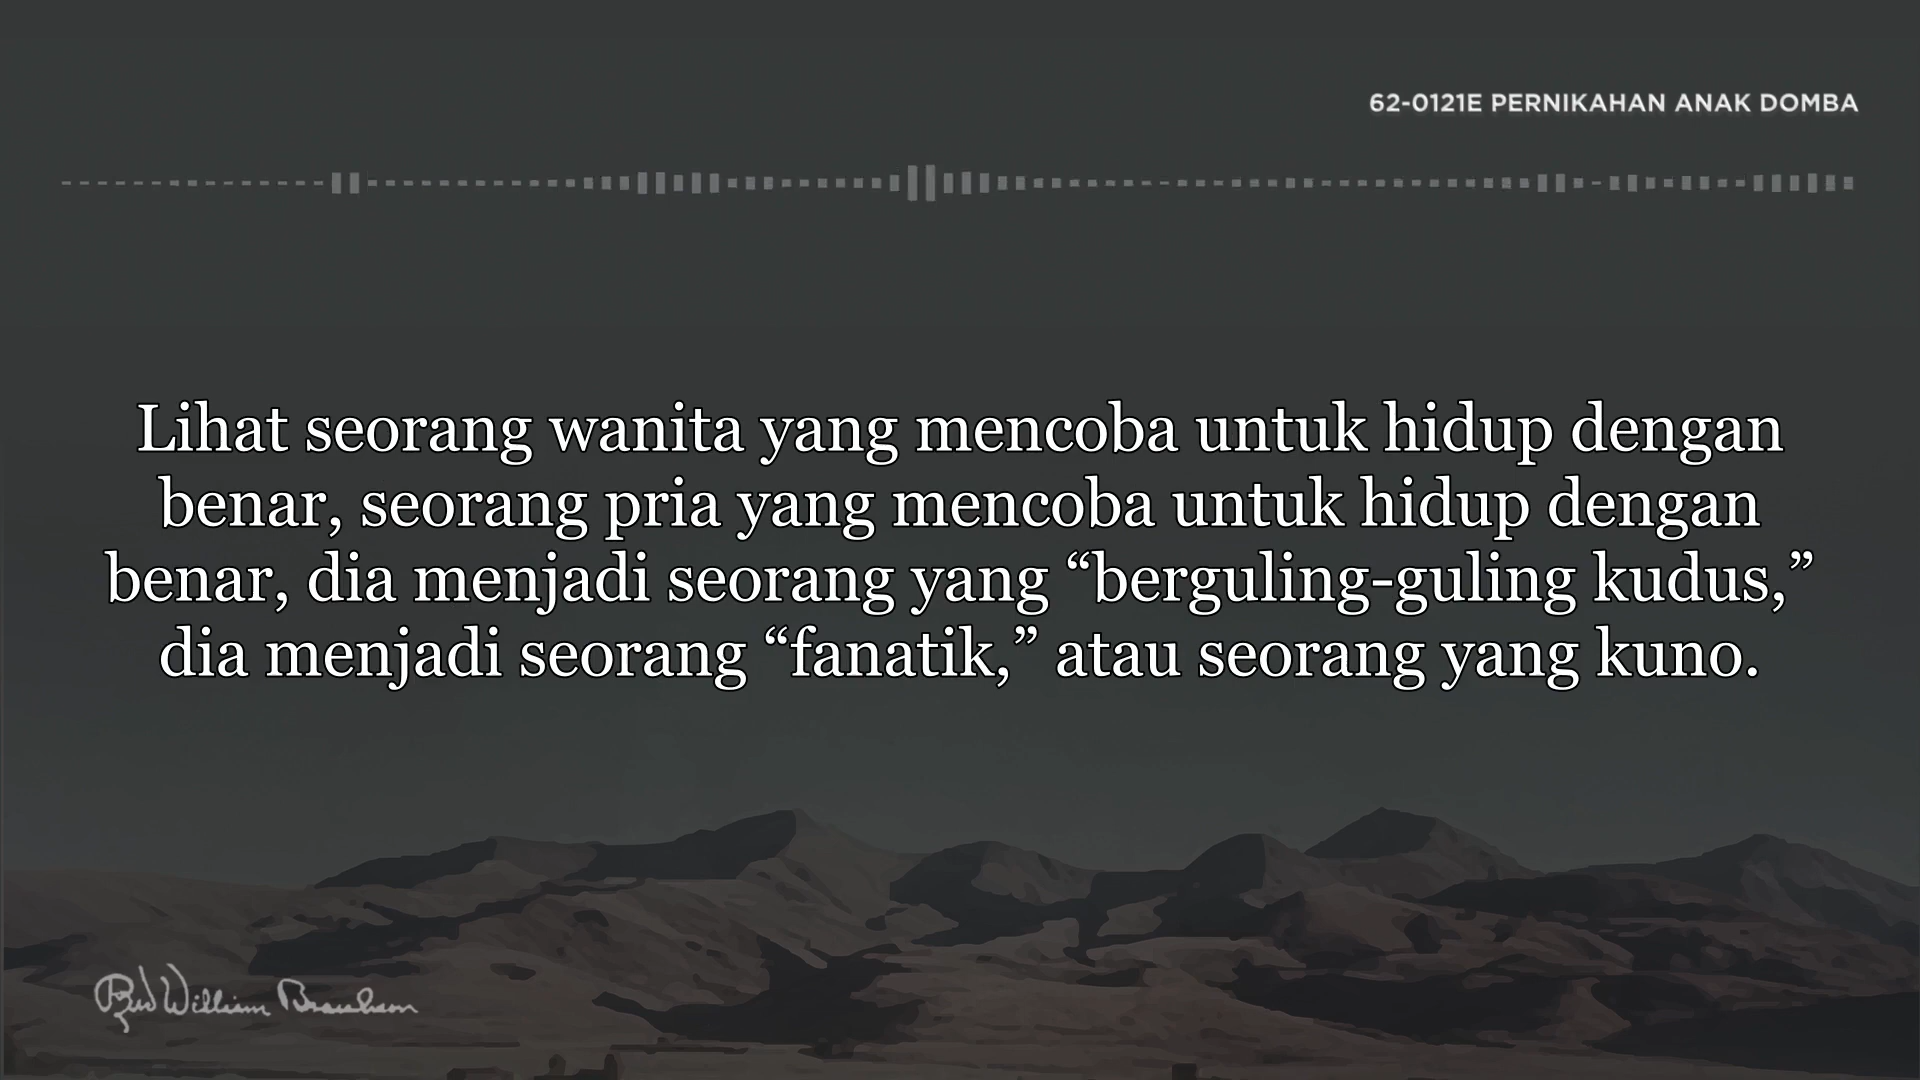 62-0121E PERNIKAHAN ANAK DOMBA
Lihat seorang wanita yang mencoba untuk hidup dengan
benar, seorang pria yang mencoba untuk hidup dengan
benar, dia menjadi seorang yang “berguling-guling kudus,”
dia menjadi seorang “fanatik,” atau seorang yang kuno.
Rev William Branham